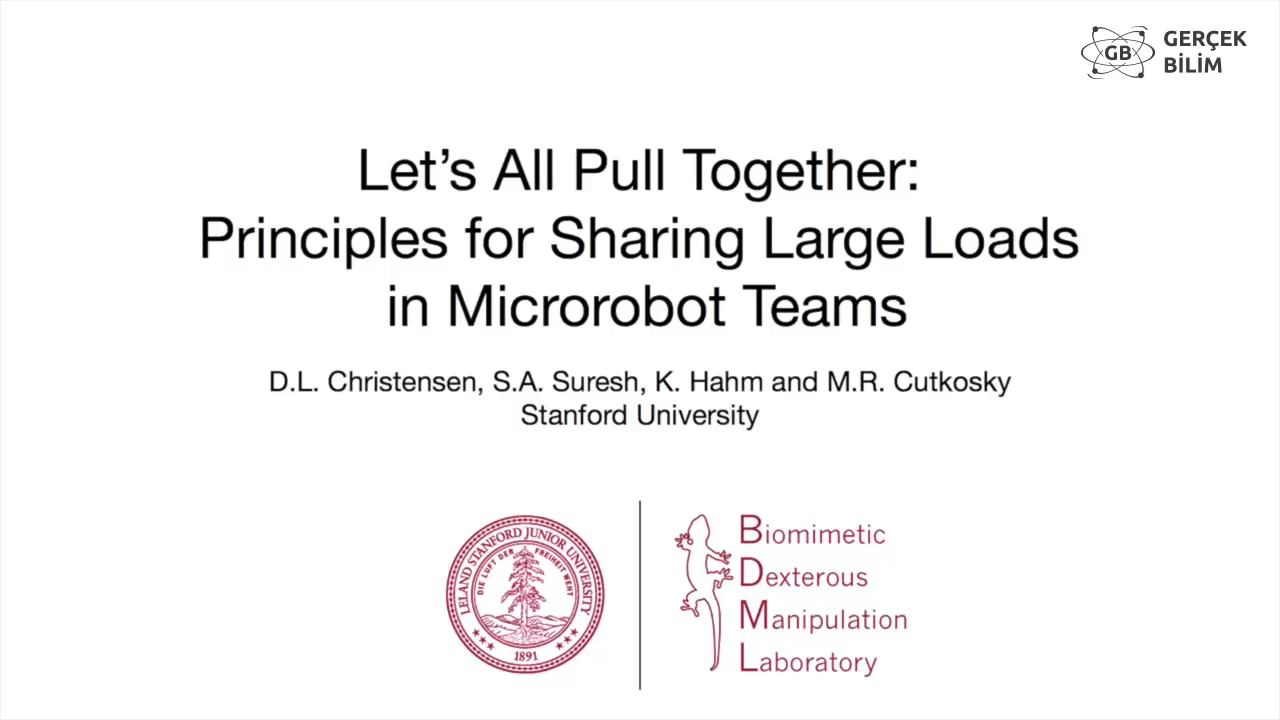 GB
GERÇEK
BİLİM
Let's All Pull Together:
Principles for Sharing Large Loads
in Microrobot Teams
D.L. Christensen, S.A. Suresh, K. Hahm and M.R. Cutkosky
Stanford University
LELAND STANFORD JUNIOR UNIVERSITY
DIE LUFT DER FREIHEIT WEHT
1891
Biomimetic
Dexterous
Manipulation
Laboratory